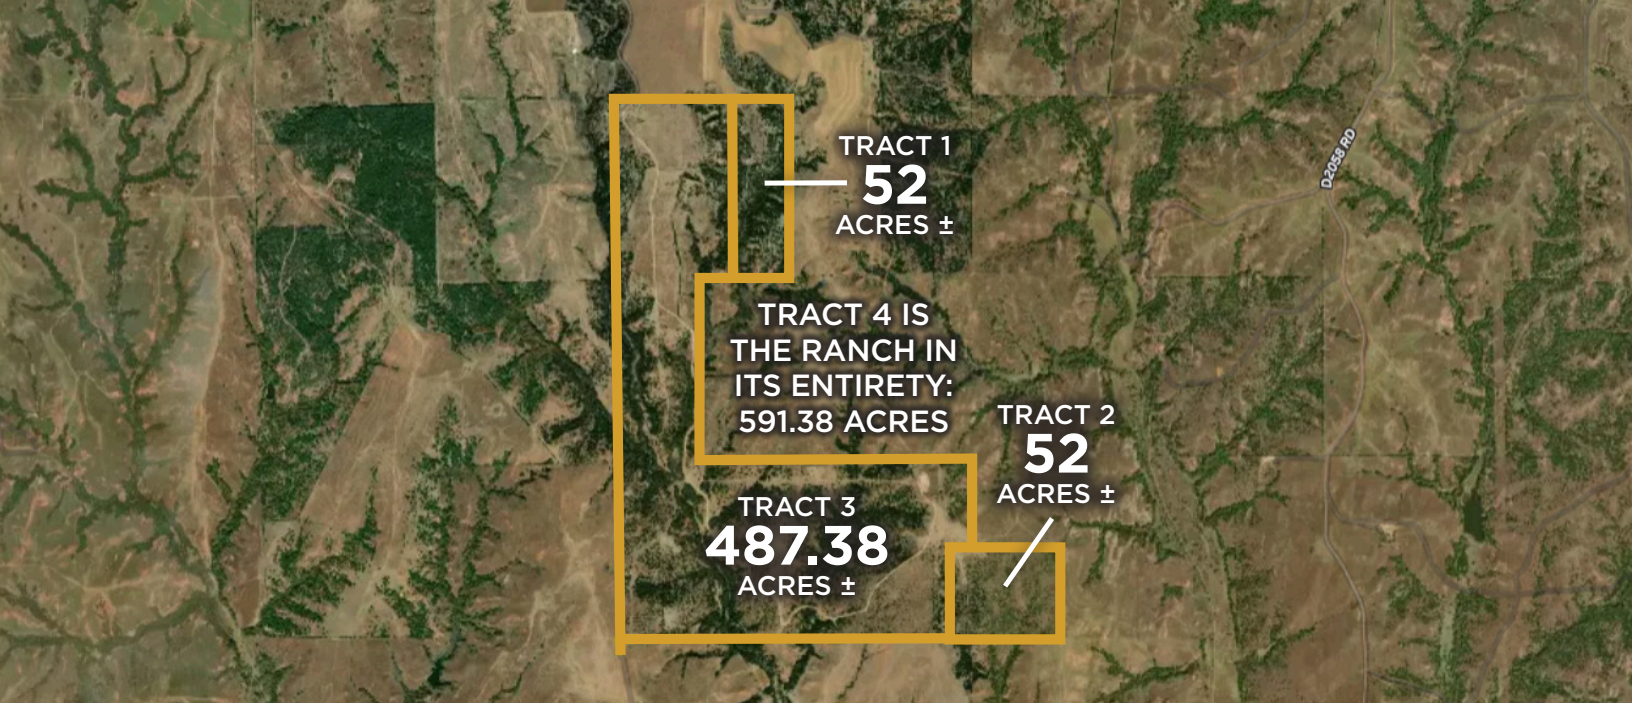 TRACT 1
52
ACRES ±
D2058 RD
TRACT 4 IS
THE RANCH IN
ITS ENTIRETY:
591.38 ACRES
TRACT 2
52
ACRES ±
TRACT 3
487.38
ACRES ±